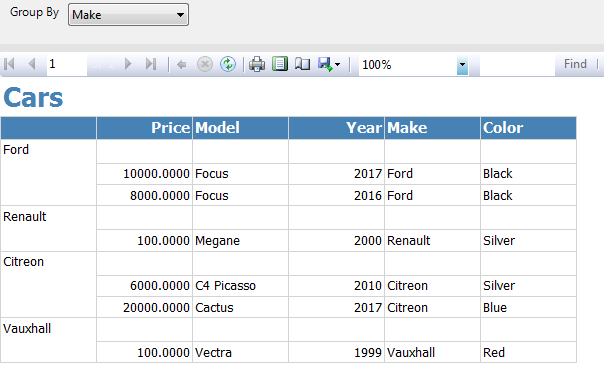 Group By Make
1 100% Find
Cars
Price Model Year Make Color
Ford
10000.0000 Focus 2017 Ford Black
8000.0000 Focus 2016 Ford Black
Renault
100.0000 Megane 2000 Renault Silver
Citreon
6000.0000 C4 Picasso 2010 Citreon Silver
20000.0000 Cactus 2017 Citreon Blue
Vauxhall
100.0000 Vectra 1999 Vauxhall Red